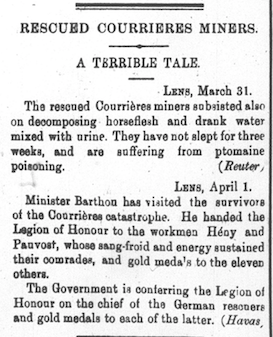 RESCUED COURRIERES MINERS.
A TERRIBLE TALE.
LENS, March 31.
The rescued Courrières miners subsisted also
on decomposing horseflesh and drank water
mixed with urine. They have not slept for three
weeks, and are suffering from ptomaine
poisoning. (Reuter,
LENS, April 1.
Minister Barthon has visited the survivors
of the Courrières catastrophe. He handed the
Legion of Honour to the workmen Hény and
Pauvost, whose sang-froid and energy sustained
their comrades, and gold meda's to the eleven
others.
The Government is conferring the Legion of
Honour on the chief of the German rescuers
and gold medals to each of the latter. (Havas,